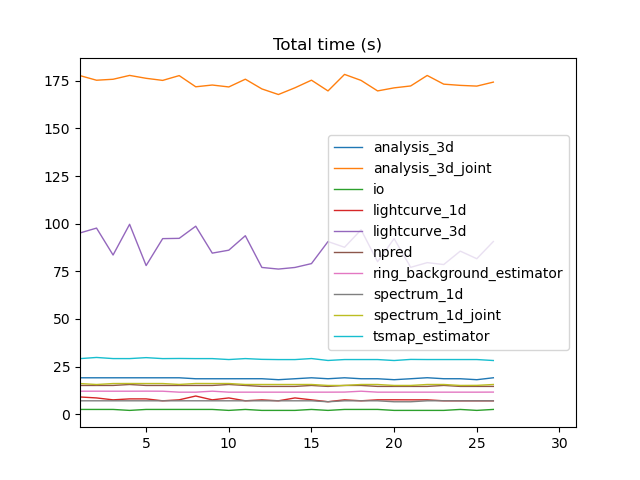 Total time (s)
175
150
125
100
75
50
25
0
analysis_3d
analysis_3d_joint
io
lightcurve_1d
lightcurve_3d
npred
ring_background_estimator
spectrum_1d
spectrum_1d_joint
tsmap_estimator
5 10 15 20 25 30